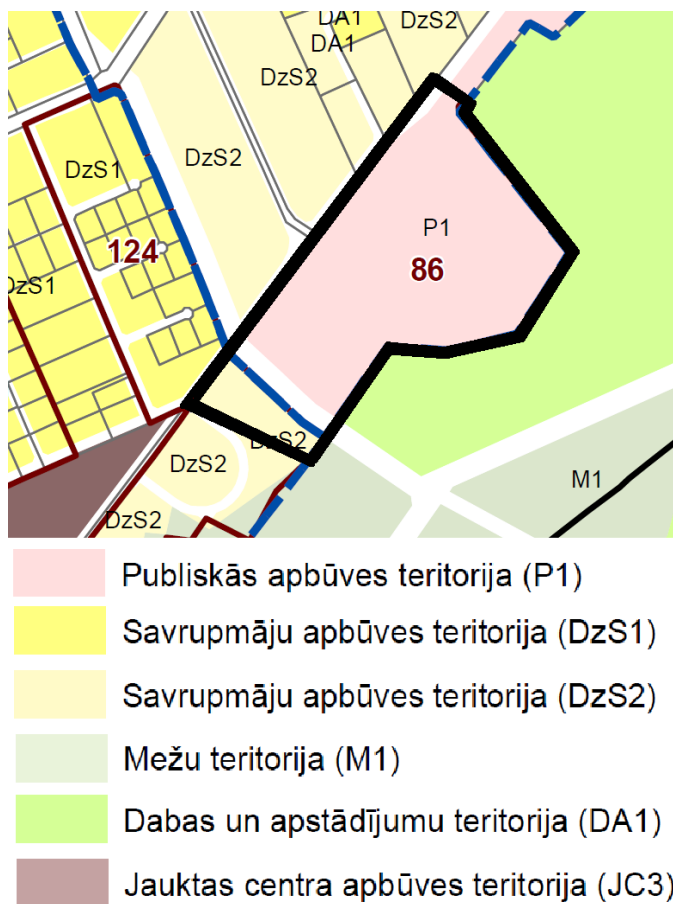 DA1
DzS2
DA1
DzS2
DzS2
DzS1
P1
124
86
DzS1
DzS2
DzS2
M1
DzS2
Publiskās apbūves teritorija (P1)
Savrupmāju apbūves teritorija (DzS1)
Savrupmāju apbūves teritorija (DzS2)
Mežu teritorija (M1)
Dabas un apstādījumu teritorija (DA1)
Jauktas centra apbūves teritorija (JC3)